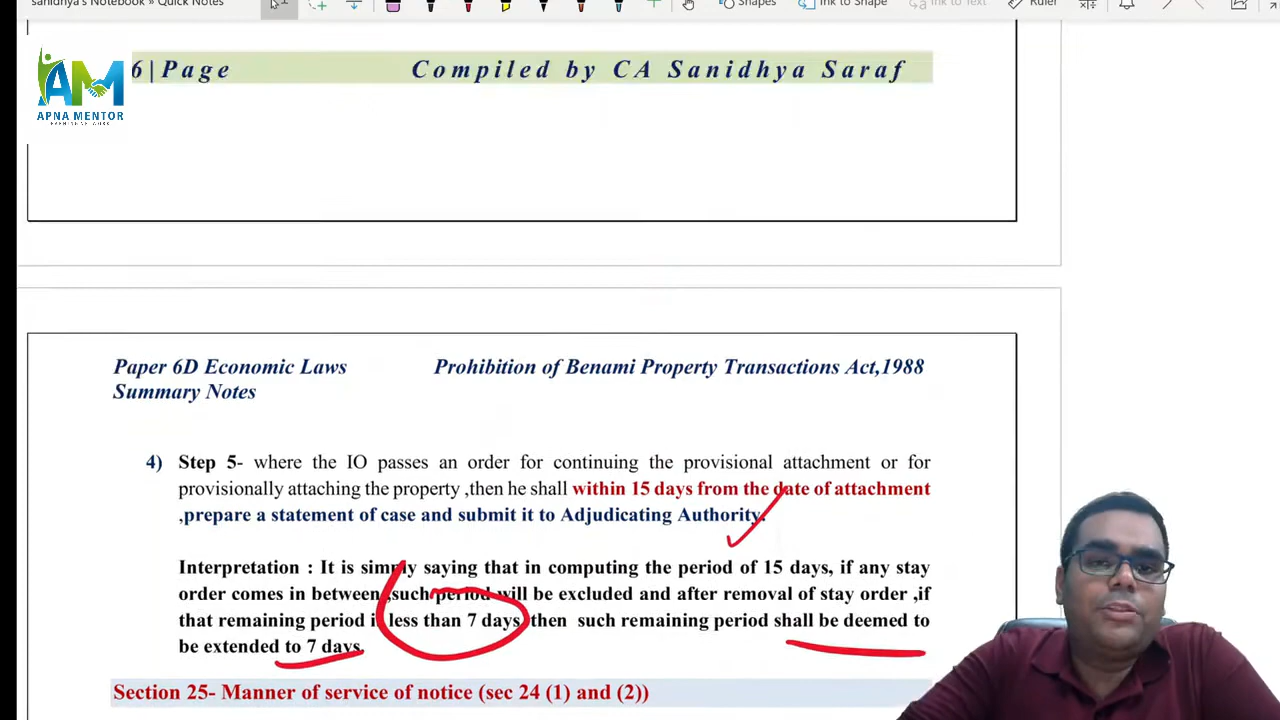 sanidhya's Notebook » Quick Notes
Shapes
Ink to Shape
Ink to Text
Ruler
AM
APNA MENTOR
6|Page Compiled by CA Sanidhya Saraf
Paper 6D Economic Laws Prohibition of Benami Property Transactions Act,1988
Summary Notes
4) Step 5- where the IO passes an order for continuing the provisional attachment or for
provisionally attaching the property ,then he shall within 15 days from the date of attachment
,prepare a statement of case and submit it to Adjudicating Authority.
Interpretation : It is simply saying that in computing the period of 15 days, if any stay
order comes in between ,such period will be excluded and after removal of stay order ,if
that remaining period is less than 7 days then such remaining period shall be deemed to
be extended to 7 days.
Section 25- Manner of service of notice (sec 24 (1) and (2))